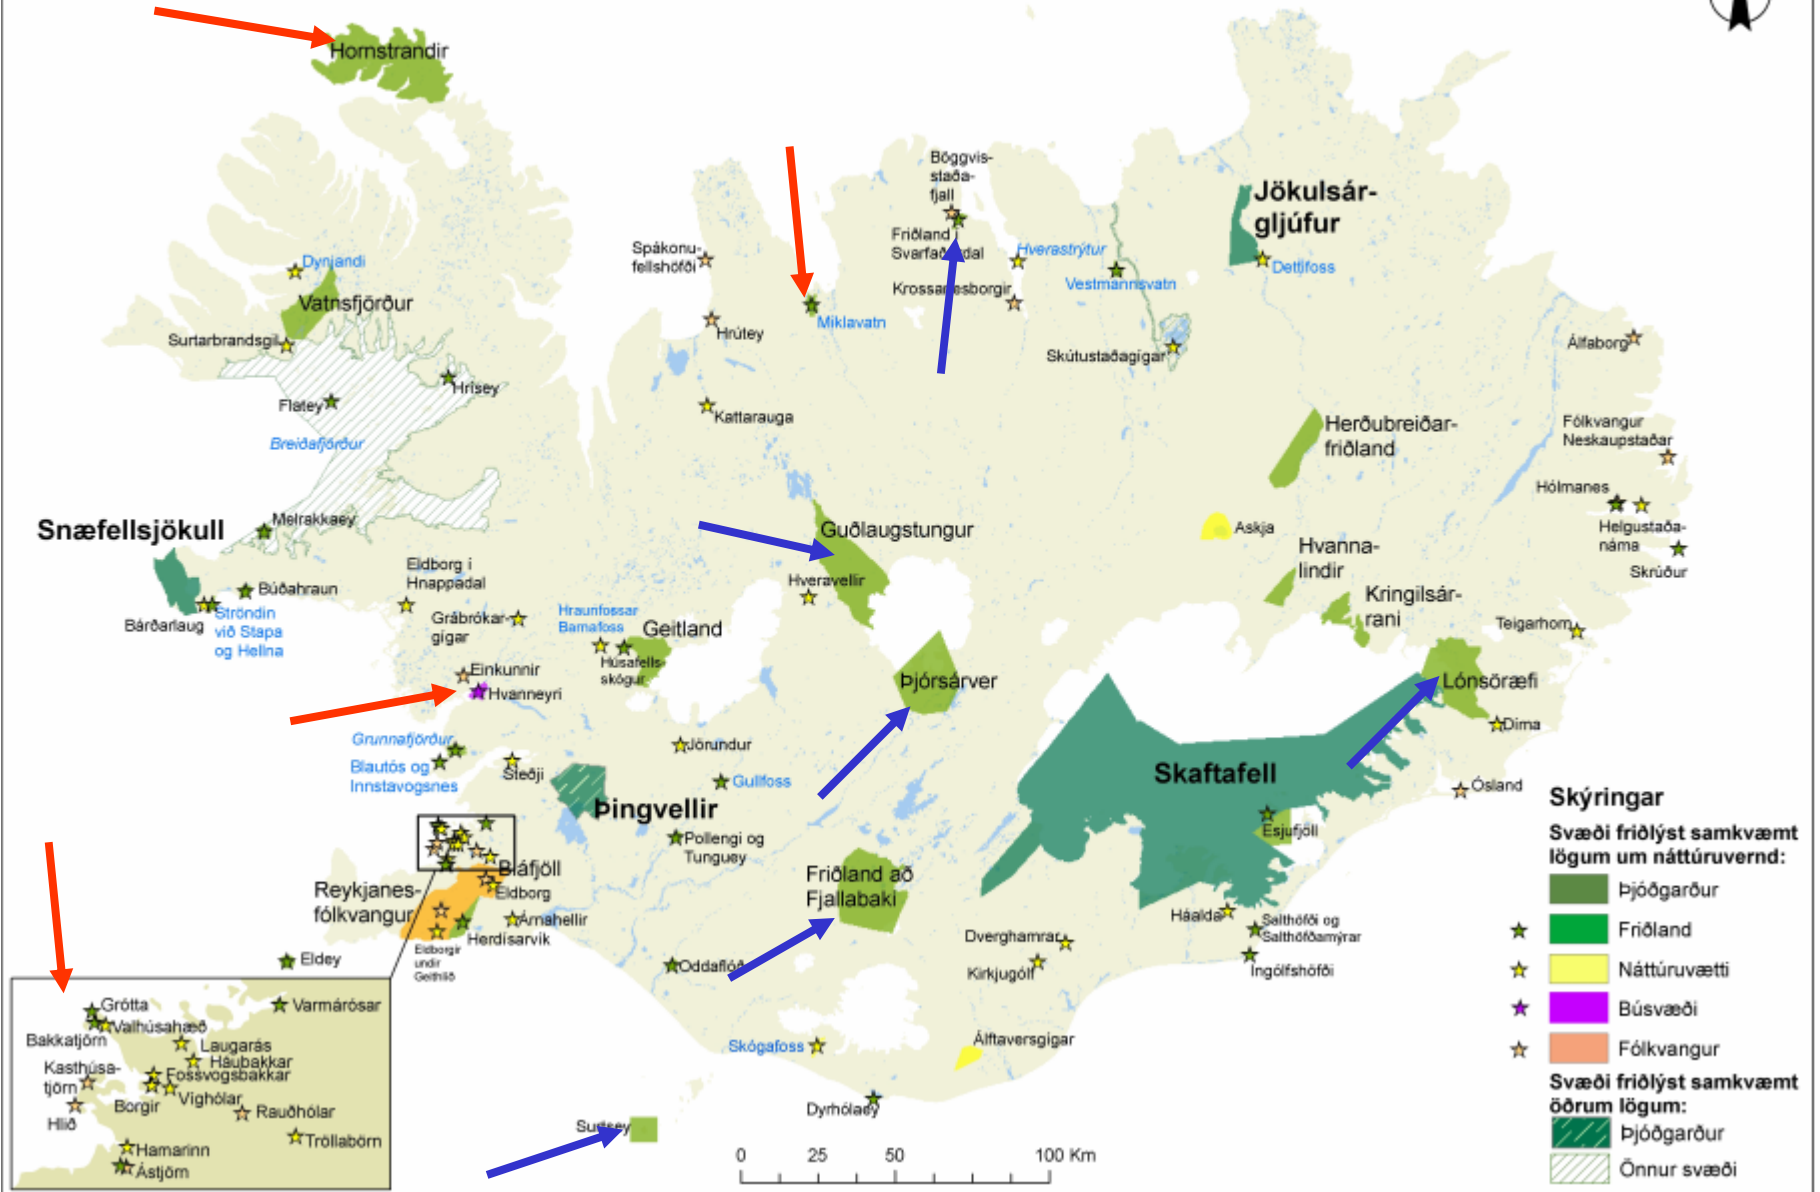 Hornstrandir
Böggvis-
staða-
fjall
Jökulsár-
gljúfur
Friðland í
Svarfaðardal
Spákonu-
fellshöfði
Hverastrýtur
Dynjandi
Dettifoss
Vestmannsvatn
Krossanesborgir
Vatnsfjörður
Miklavatn
Hrútey
Surtarbrandsgil
Skútustaðagígar
Álfaborg
Hrísey
Flatey
Kattarauga
Breiðafjörður
Herðubreiðar-
friðland
Fólkvangur
Neskaupstaðar
Hólmanes
Melrakkaey
Snæfellsjökull
Guðlaugstungur
Askja
Helgustaða-
náma
Hvanna-
lindir
Skrúður
Eldborg í
Hnappadal
Hveravellir
Búðahraun
Kringilsár-
rani
Bárðarlaug
Ströndin
við Stapa
og Hellna
Grábrókar-
gígar
Hraunfossar
Barnafoss
Geitland
Teigarhorn
Húsafells-
skógur
Einkunnir
Hvanneyri
Þjórsárver
Lónsöræfi
Díma
Grunnafjörður
Blautós og
Innstavogsnes
Steðji
Jörundur
Gullfoss
Skaftafell
Ósland
Þingvellir
Pollengi og
Tunguey
Esjufjöll
Bláfjöll
Eldborg
Reykjanes-
fólkvangur
Friðland að
Fjallabaki
Árnahellir
Herdísarvík
Eldborgir
undir
Geitahlíð
Háalda
Salthöfði og
Salthöfðamýrar
Dverghamrar
Kirkjugólf
Ingólfshöfði
Eldey
Oddaflóð
Skógafoss
Álftaversgígar
Dyrhólaey
Surtsey
Grótta
Varmárósar
Bakkatjörn
Valhúsahæð
Laugarás
Háubakkar
Kasthúsa-
tjörn
Fossvogsbakkar
Borgir
Víghólar
Hlið
Rauðhólar
Tröllabörn
Hamarinn
Ástjörn
0 25 50 100 Km
Skýringar
Svæði friðlýst samkvæmt
lögum um náttúruvernd:
Þjóðgarður
Friðland
Náttúruvætti
Búsvæði
Fólkvangur
Svæði friðlýst samkvæmt
öðrum lögum:
Þjóðgarður
Önnur svæði